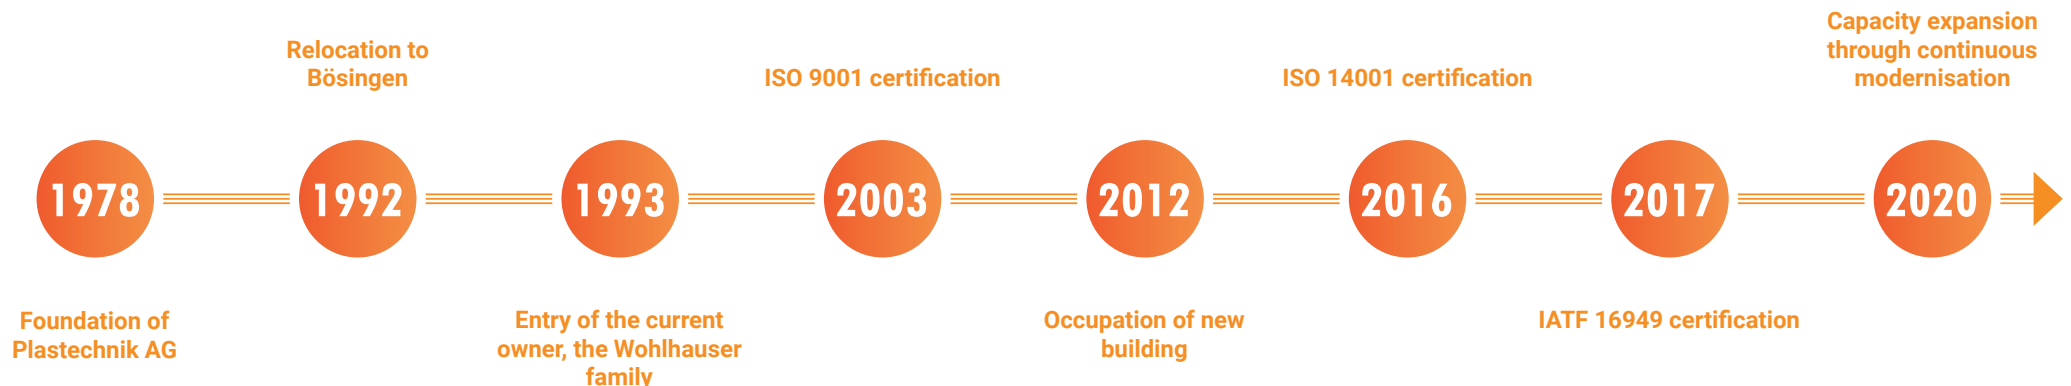 Relocation to
Bösingen
ISO 9001 certification
ISO 14001 certification
Capacity expansion
through continuous
modernisation
1978
1992
1993
2003
2012
2016
2017
2020
Foundation of
Plastechnik AG
Entry of the current
owner, the Wohlhauser
family
Occupation of new
building
IATF 16949 certification